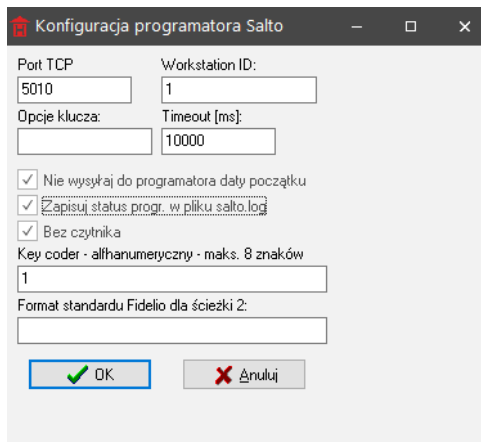 Konfiguracja programatora Salto
Port TCP Workstation ID:
5010 1
Opcje klucza: Timeout [ms]:
10000
Nie wysyłaj do programatora daty początku
Zapisuj status progr. w pliku salto.log
Bez czytnika
Key coder - alfhanumeryczny - maks. 8 znaków
1
Format standardu Fidelio dla ścieżki 2:
OK Anuluj